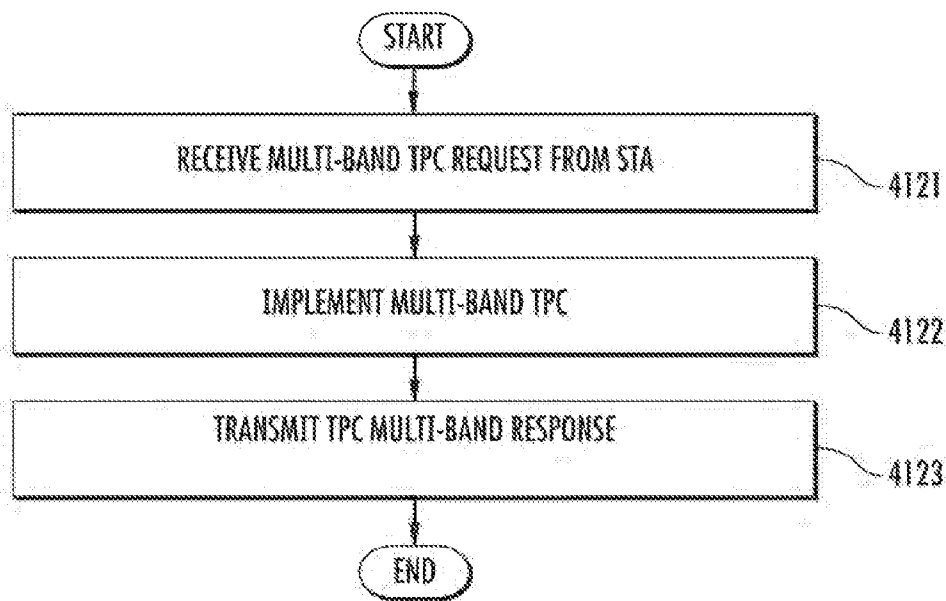 START
RECEIVE MULTI-BAND TPC REQUEST FROM STA
4121
IMPLEMENT MULTI-BAND TPC
4122
TRANSMIT TPC MULTI-BAND RESPONSE
4123
END